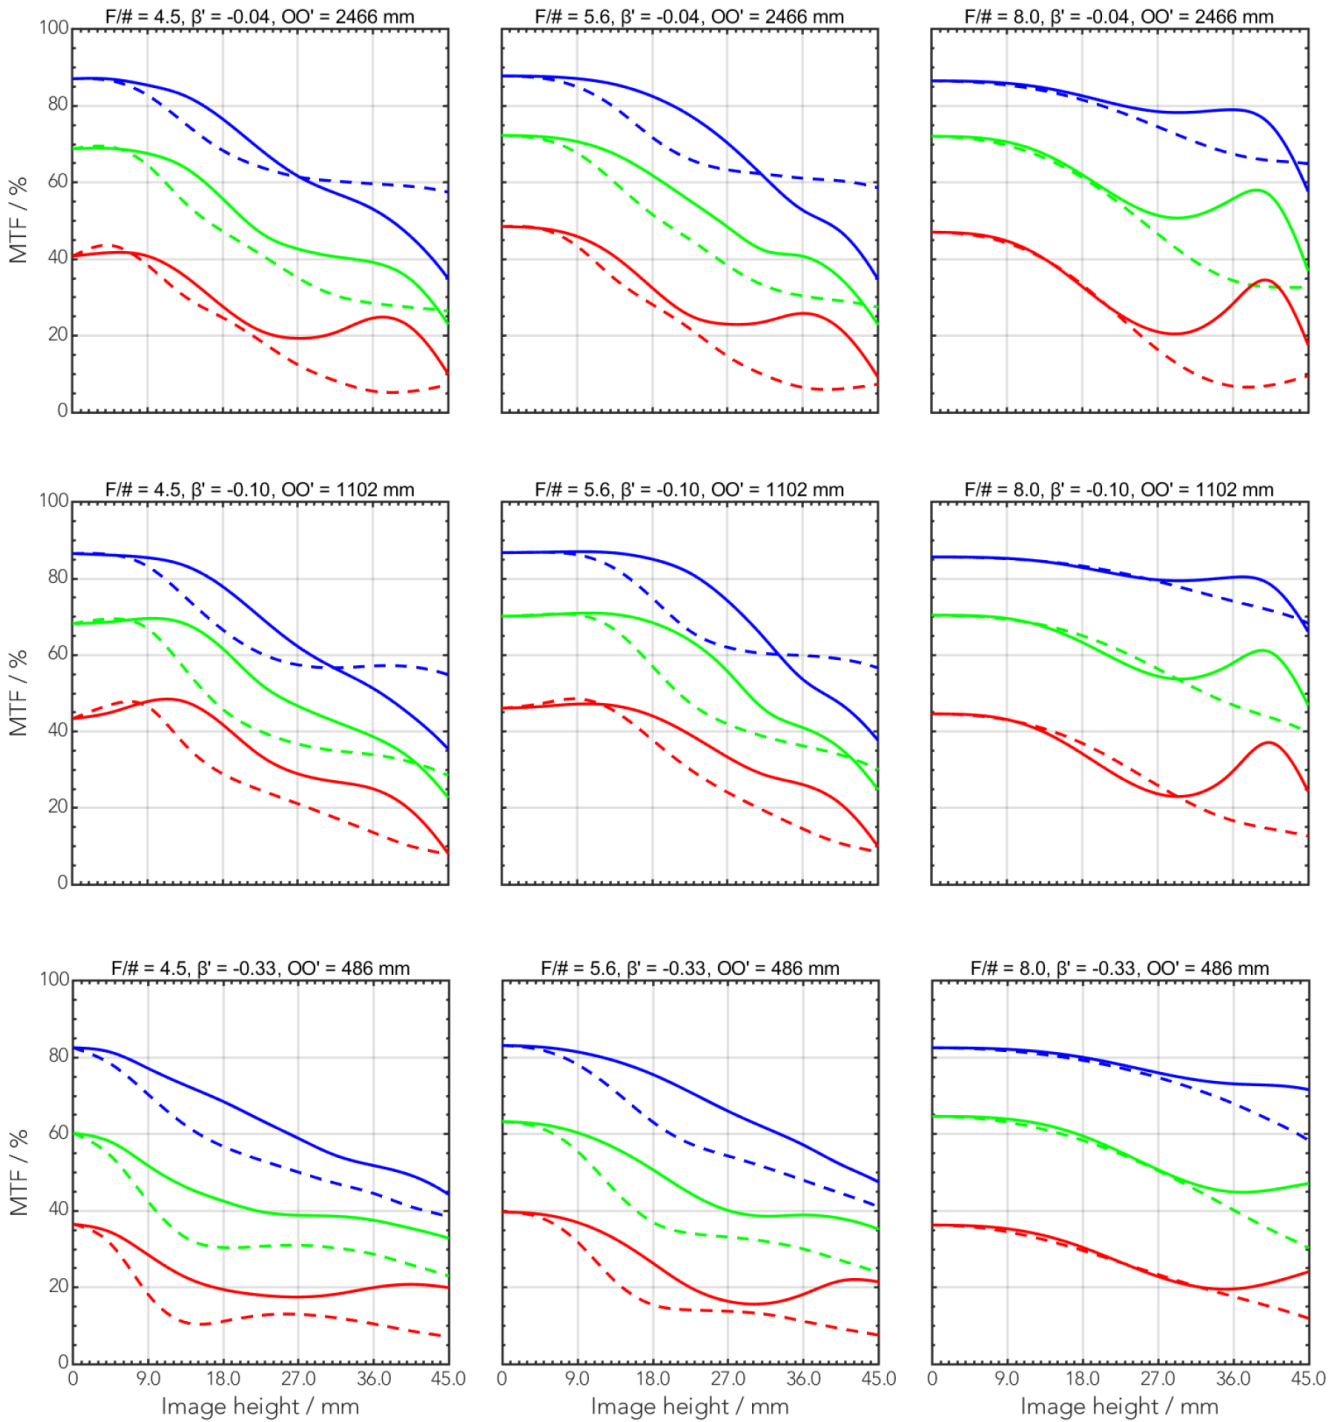 F/# = 4.5, β' = -0.04, OO' = 2466 mm
F/# = 5.6, β' = -0.04, OO' = 2466 mm
F/# = 8.0, β' = -0.04, OO' = 2466 mm
100
80
60
40
20
0
MTF / %
F/# = 4.5, β' = -0.10, OO' = 1102 mm
F/# = 5.6, β' = -0.10, OO' = 1102 mm
F/# = 8.0, β' = -0.10, OO' = 1102 mm
100
80
60
40
20
0
MTF / %
F/# = 4.5, β' = -0.33, OO' = 486 mm
F/# = 5.6, β' = -0.33, OO' = 486 mm
F/# = 8.0, β' = -0.33, OO' = 486 mm
100
80
60
40
20
0
MTF / %
0 9.0 18.0 27.0 36.0 45.0
0 9.0 18.0 27.0 36.0 45.0
0 9.0 18.0 27.0 36.0 45.0
Image height / mm
Image height / mm
Image height / mm